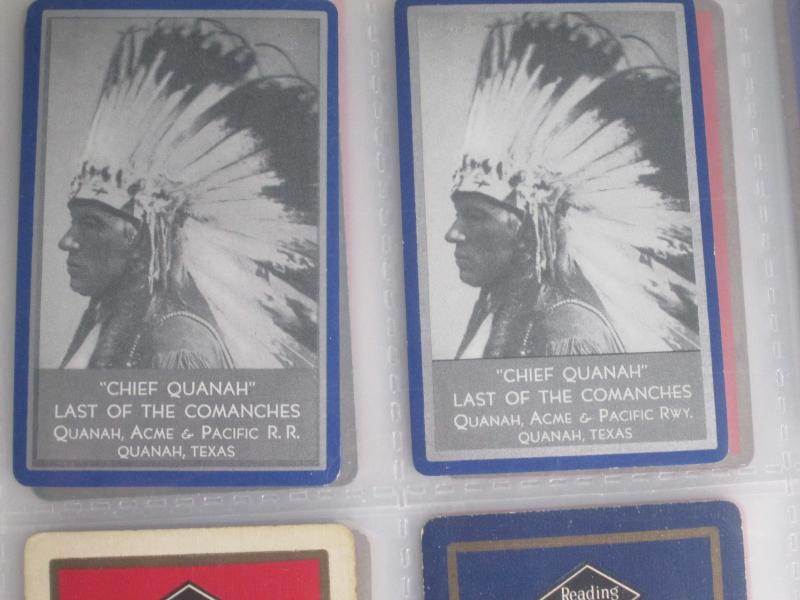 "CHIEF QUANAH"
LAST OF THE COMANCHES
QUANAH, ACME & PACIFIC R. R.
QUANAH, TEXAS
"CHIEF QUANAH"
LAST OF THE COMANCHES
QUANAH, ACME & PACIFIC RWY.
QUANAH, TEXAS
Reading